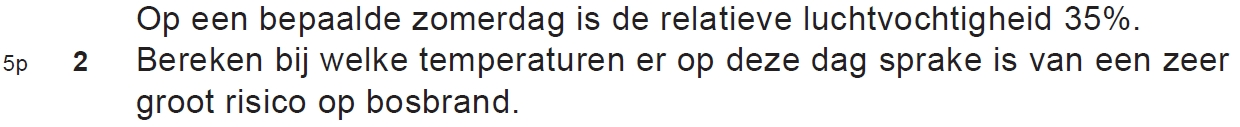 Op een bepaalde zomerdag is de relatieve luchtvochtigheid 35%.
5p 2 Bereken bij welke temperaturen er op deze dag sprake is van een zeer
groot risico op bosbrand.